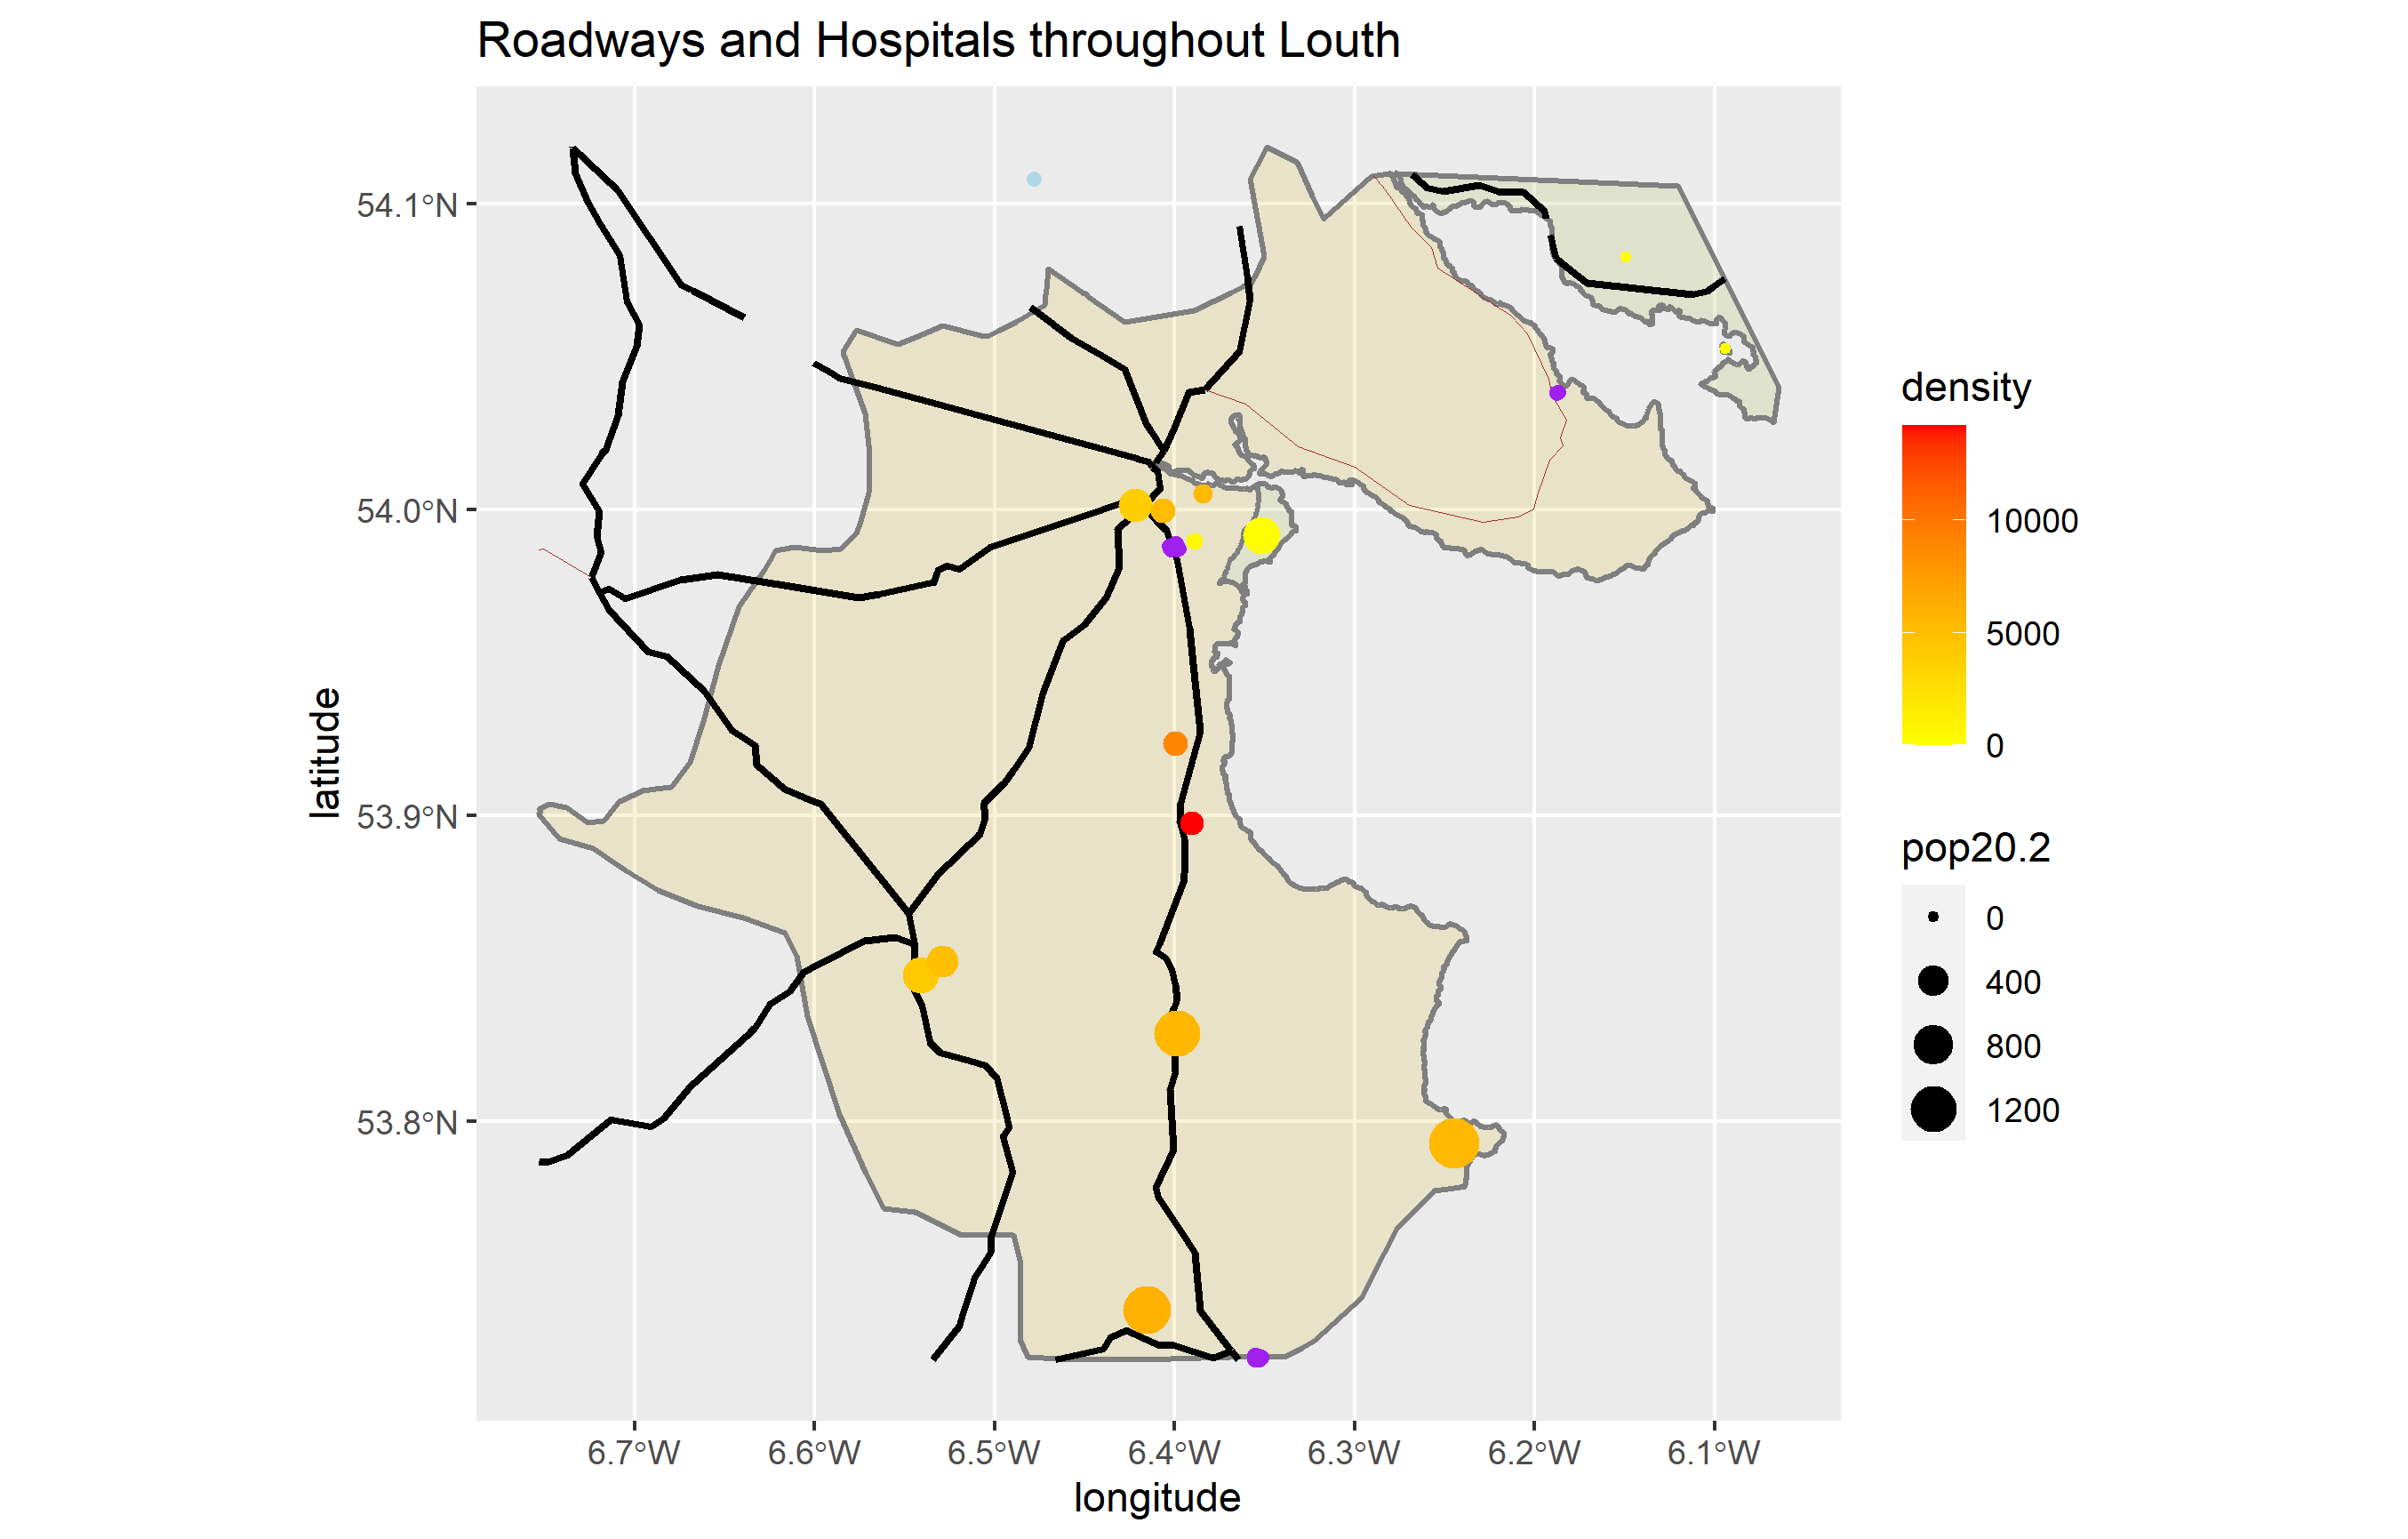 Roadways and Hospitals throughout Louth
54.1°N
54.0°N
53.9°N
53.8°N
latitude
6.7°W
6.6°W
6.5°W
6.4°W
6.3°W
6.2°W
6.1°W
longitude
density
10000
5000
0
pop20.2
0
400
800
1200